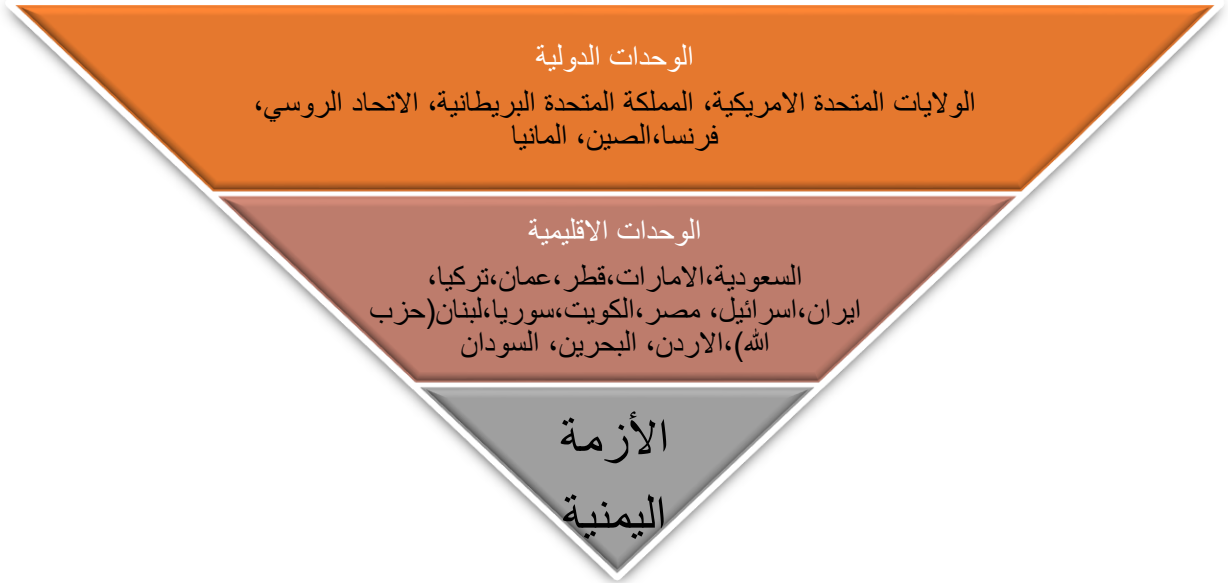 الوحدات الدولية
الولايات المتحدة الامريكية، المملكة المتحدة البريطانية، الاتحاد الروسي،
فرنسا،الصين، المانيا
الوحدات الاقليمية
السعودية،الامارات،قطر،عمان،تركيا،
ايران،اسرائيل، مصر،الكويت،سوريا،لبنان(حزب
الله)،الاردن، البحرين، السودان
الأزمة
اليمنية